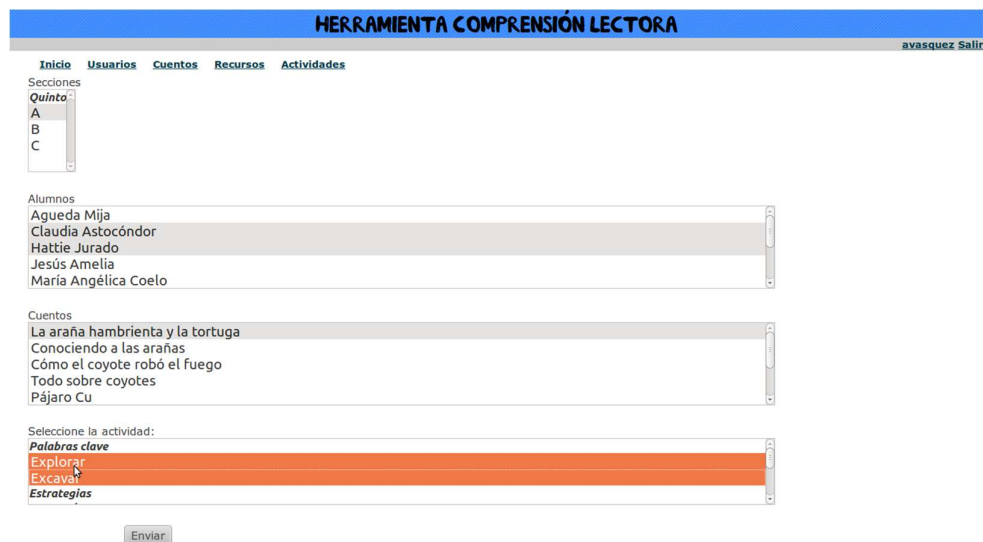 HERRAMIENTA COMPRENSIÓN LECTORA
avasquez Salir
Inicio Usuarios Cuentos Recursos Actividades
Secciones
Quinto
A
B
C
Alumnos
Agueda Mija
Claudia Astocóndor
Hattie Jurado
Jesús Amelia
María Angélica Coelo
Cuentos
La araña hambrienta y la tortuga
Conociendo a las arañas
Cómo el coyote robó el fuego
Todo sobre coyotes
Pájaro Cu
Seleccione la actividad:
Palabras clave
Explorar
Excavar
Estrategias
Enviar